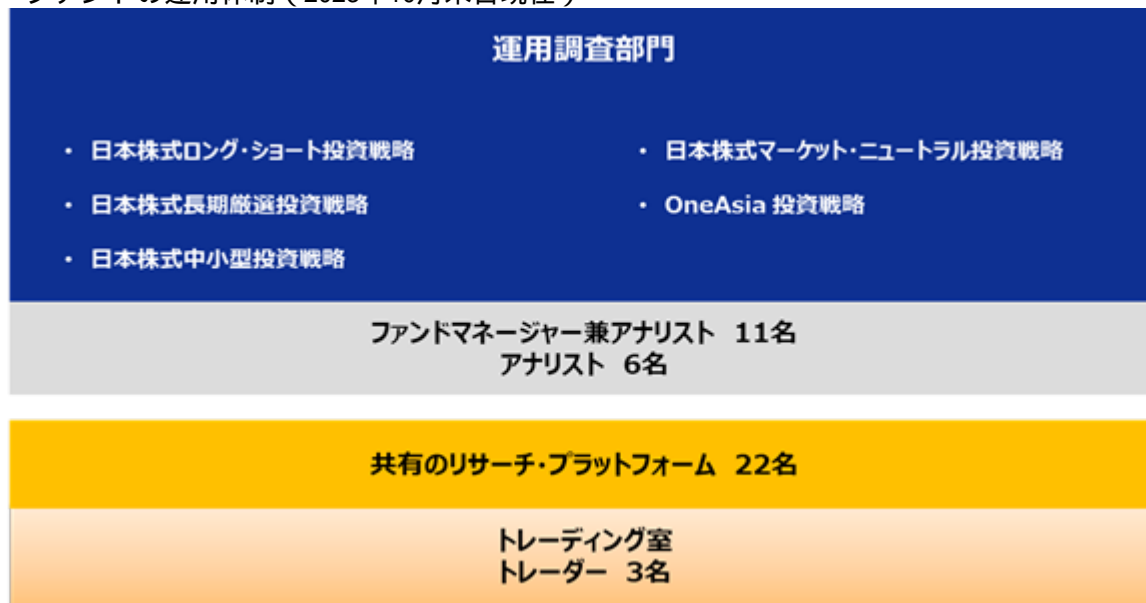 運用調査部門
・ 日本株式ロング・ショート投資戦略
・ 日本株式マーケット・ニュートラル投資戦略
・ 日本株式長期厳選投資戦略
・ OneAsia 投資戦略
・ 日本株式中小型投資戦略
ファンドマネージャー兼アナリスト 11名
アナリスト 6名
共有のリサーチ・プラットフォーム 22名
トレーディング室
トレーダー 3名